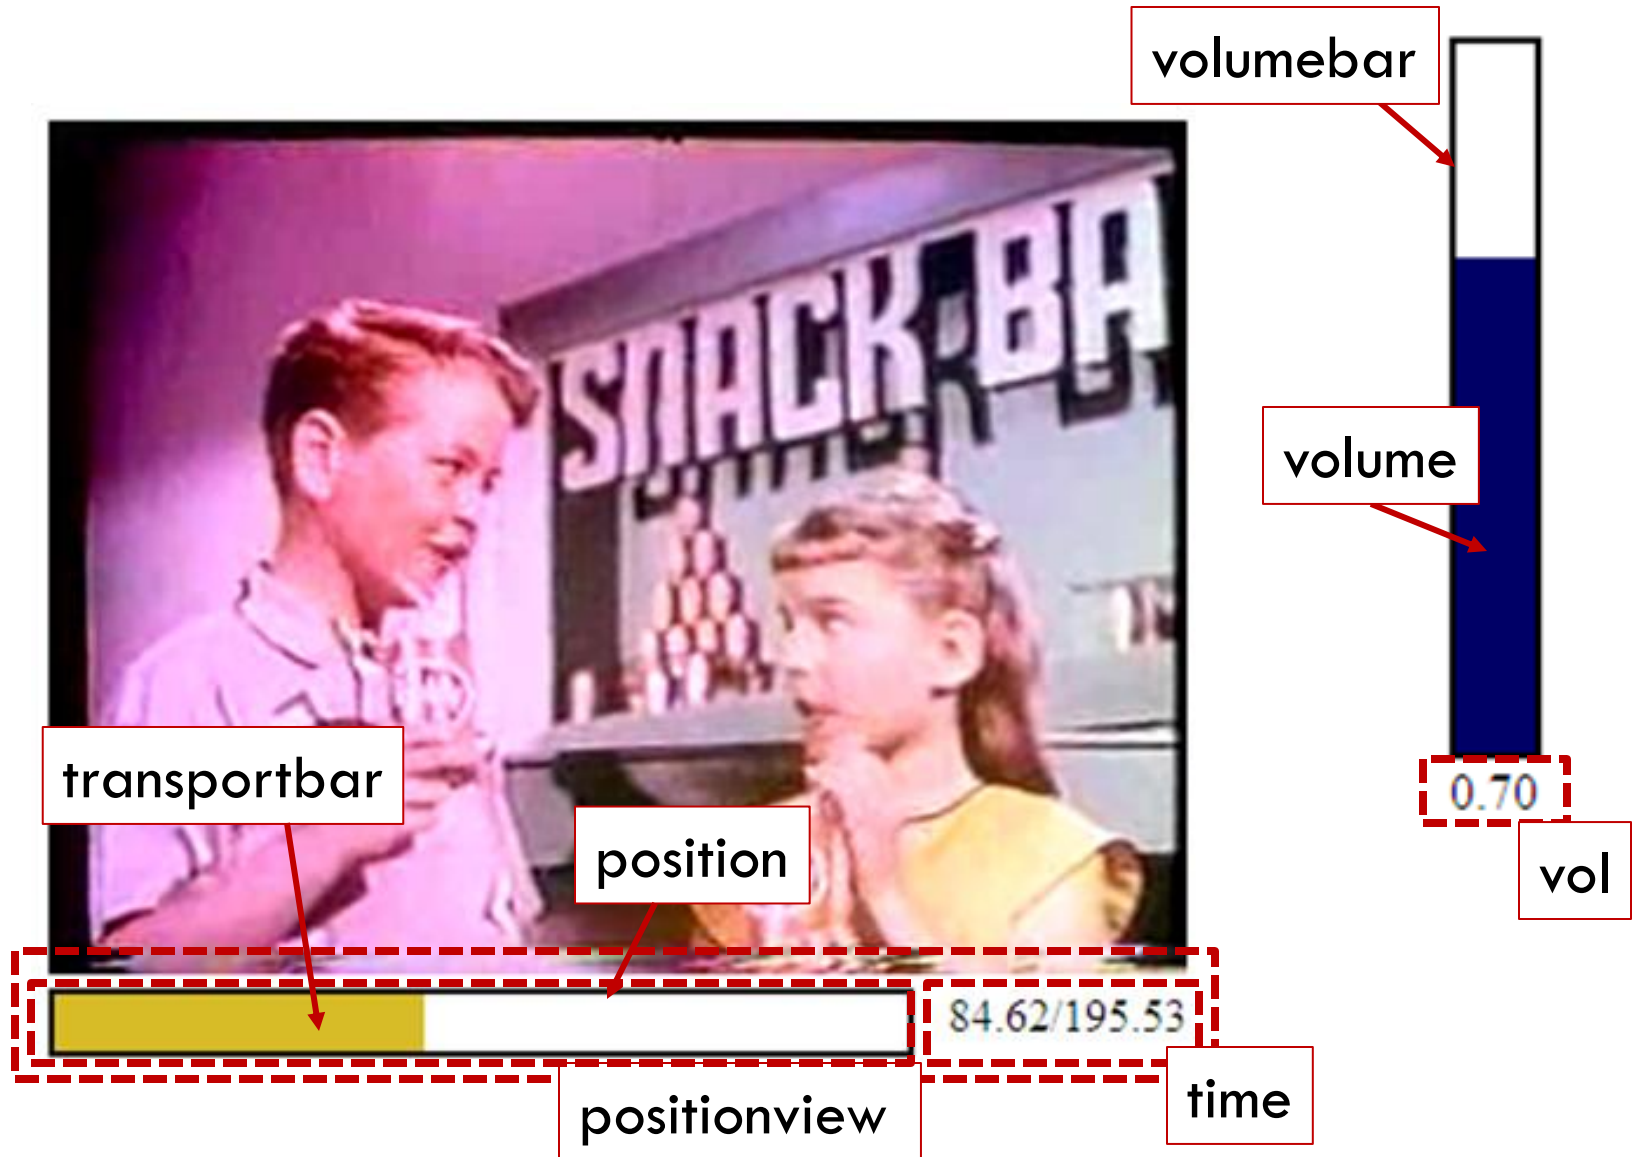 volumebar
SNACK BA
volume
transportbar
0.70
position
vol
84.62/195.53
time
positionview